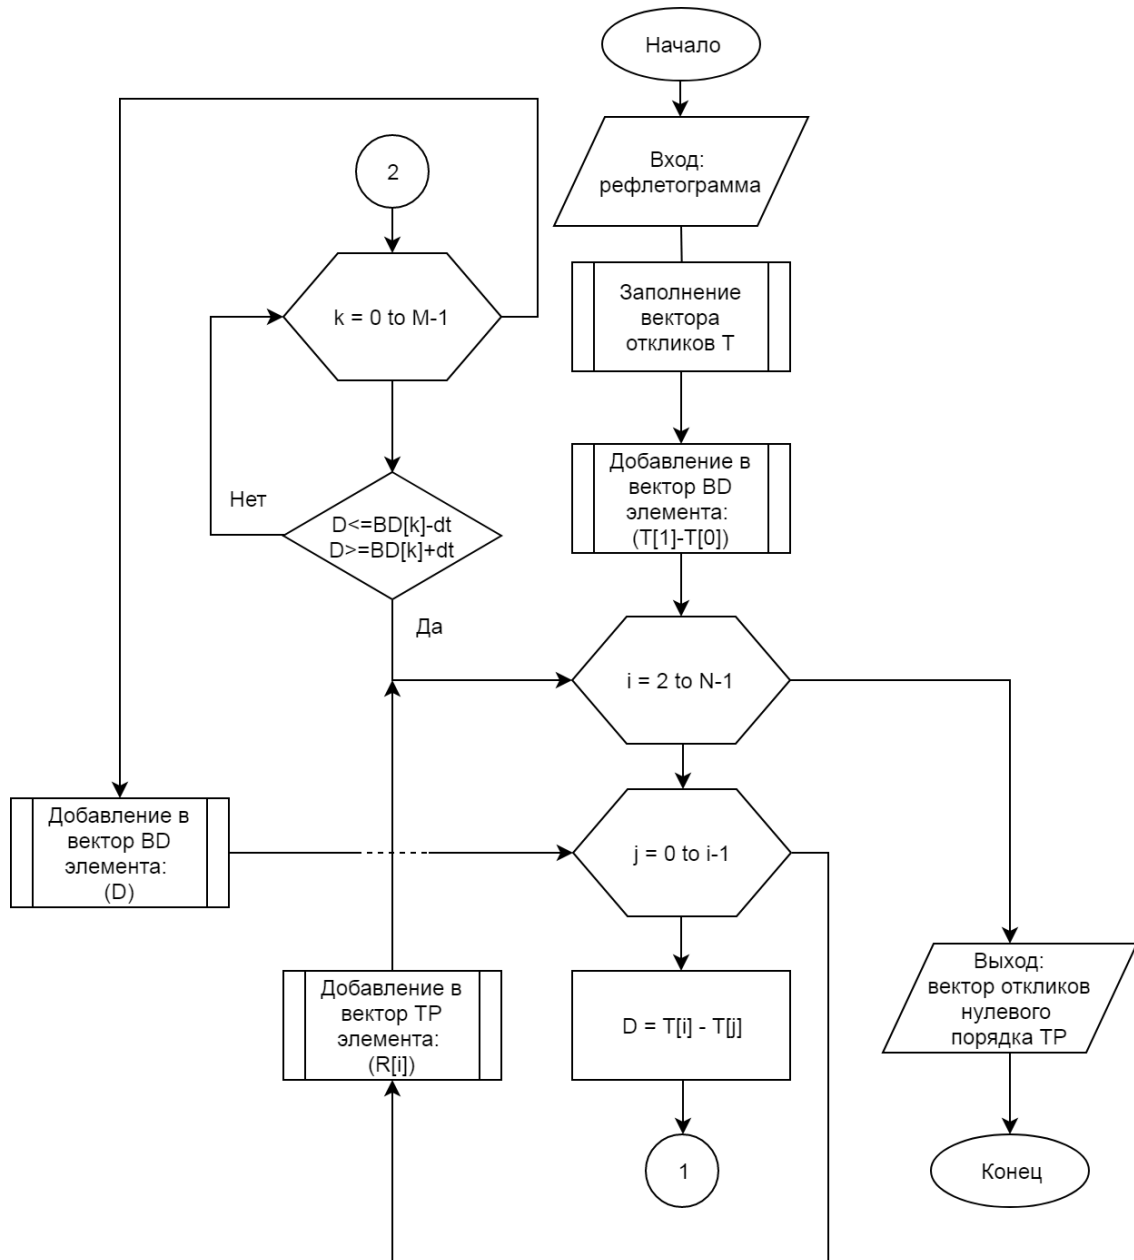 Начало
Вход:
рефлетограмма
2
Заполнение
вектора
откликов T
k = 0 to M-1
Добавление в
вектор BD
элемента:
(T[1]-T[0])
Нет
D<=BD[k]-dt
D>=BD[k]+dt
Да
i = 2 to N-1
Добавление в
вектор BD
элемента:
(D)
j = 0 to i-1
Добавление в
вектор TP
элемента:
(R[i])
D = T[i] - T[j]
Выход:
вектор откликов
нулевого
порядка TP
1
Конец